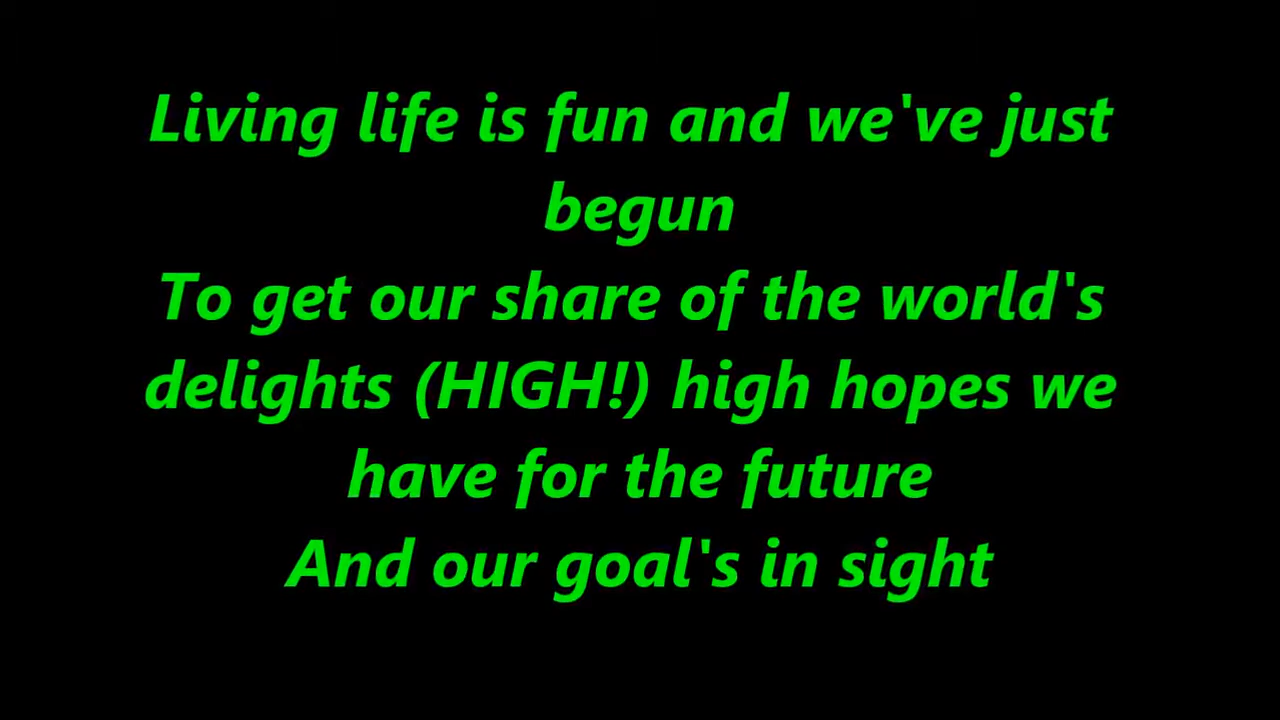 Living life is fun and we've just
begun
To get our share of the world's
delights (HIGH!) high hopes we
have for the future
And our goal's in sight